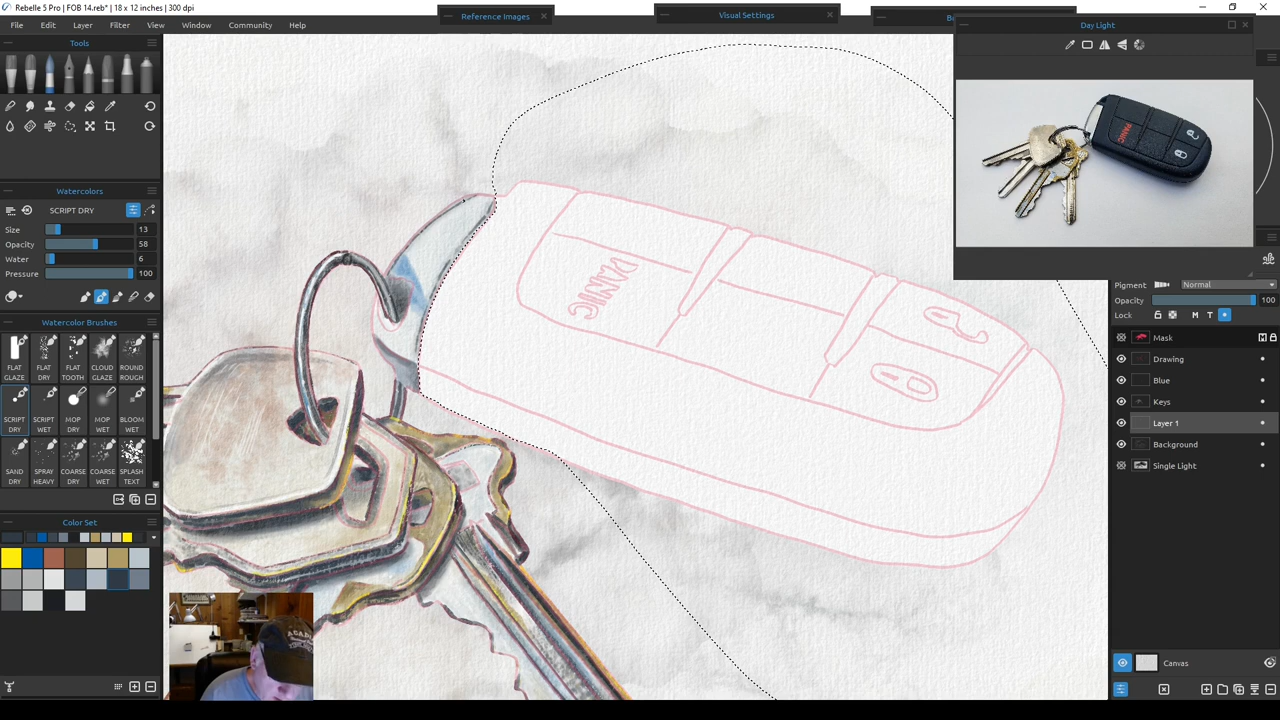 Rebelle 5 Pro | FOB 14.reb* | 18 x 12 inches | 300 dpi
File Edit Layer Filter View Window Community Help
Reference Images
Visual Settings
Day Light
Tools
Watercolors
SCRIPT DRY
Size 13
Opacity 58
Water 6
Pressure 100
Watercolor Brushes
FLAT GLAZE
FLAT DRY
FLAT TOOTH
CLOUD GLAZE
ROUND ROUGH
SCRIPT DRY
SCRIPT WET
MOP DRY
MOP WET
BLOOM WET
SAND DRY
SPRAY HEAVY
COARSE DRY
COARSE WET
SPLASH TEXT
Color Set
PANIC
PANIC
Pigment Normal
Opacity 100
Lock M T
Mask
Drawing
Blue
Keys
Layer 1
Background
Single Light
Canvas